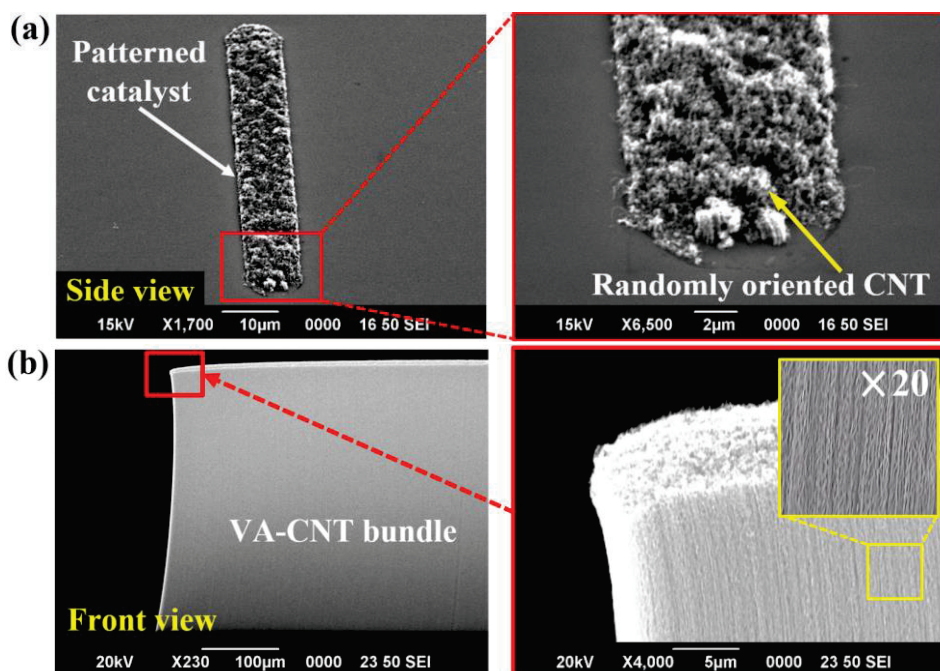 (a)
Patterned
catalyst
Side view
15kV X1,700 10μm 0000 16 50 SEI
Randomly oriented CNT
15kV X6,500 2μm 0000 16 50 SEI
(b)
VA-CNT bundle
Front view
20kV X230 100μm 0000 23 50 SEI
×20
20kV X4,000 5μm 0000 23 50 SEI